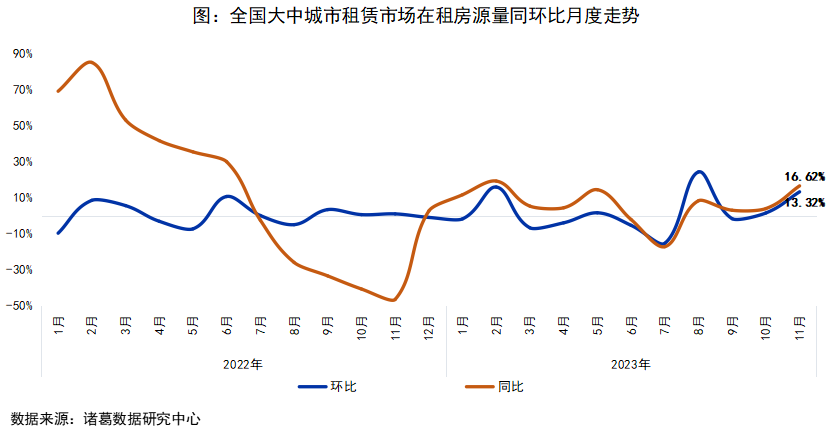 图：全国大中城市租赁市场在租房源量同环比月度走势
90%
70%
50%
30%
10%
-10%
-30%
-50%
16.62%
13.32%
1月 2月 3月 4月 5月 6月 7月 8月 9月 10月 11月 12月 1月 2月 3月 4月 5月 6月 7月 8月 9月 10月 11月
2022年 2023年
环比 同比
数据来源：诸葛数据研究中心